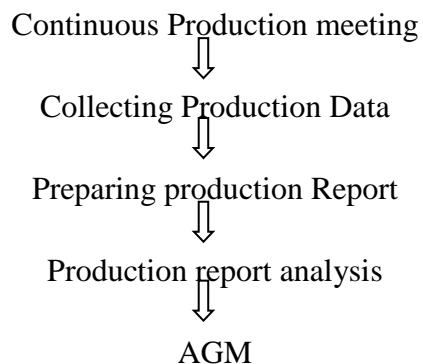 Continuous Production meeting
Collecting Production Data
Preparing production Report
Production report analysis
AGM